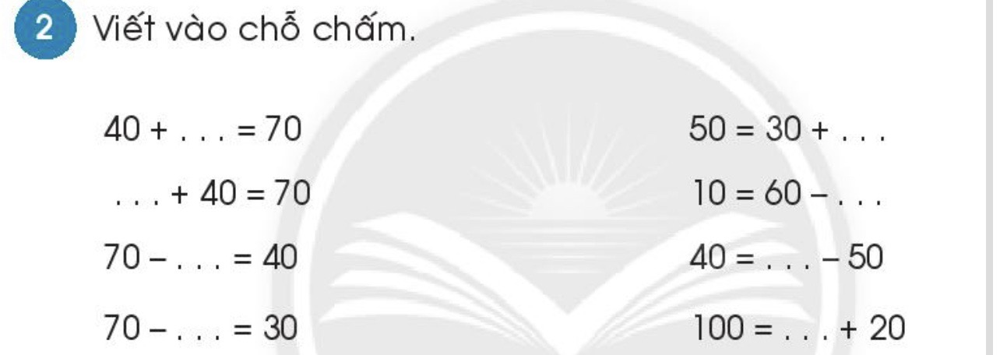 2 Viết vào chỗ chấm.
40 + . . . = 70
50 = 30 + . . .
. . . + 40 = 70
10 = 60 – . . .
70 – . . . = 40
40 = . . . – 50
70 – . . . = 30
100 = . . . + 20